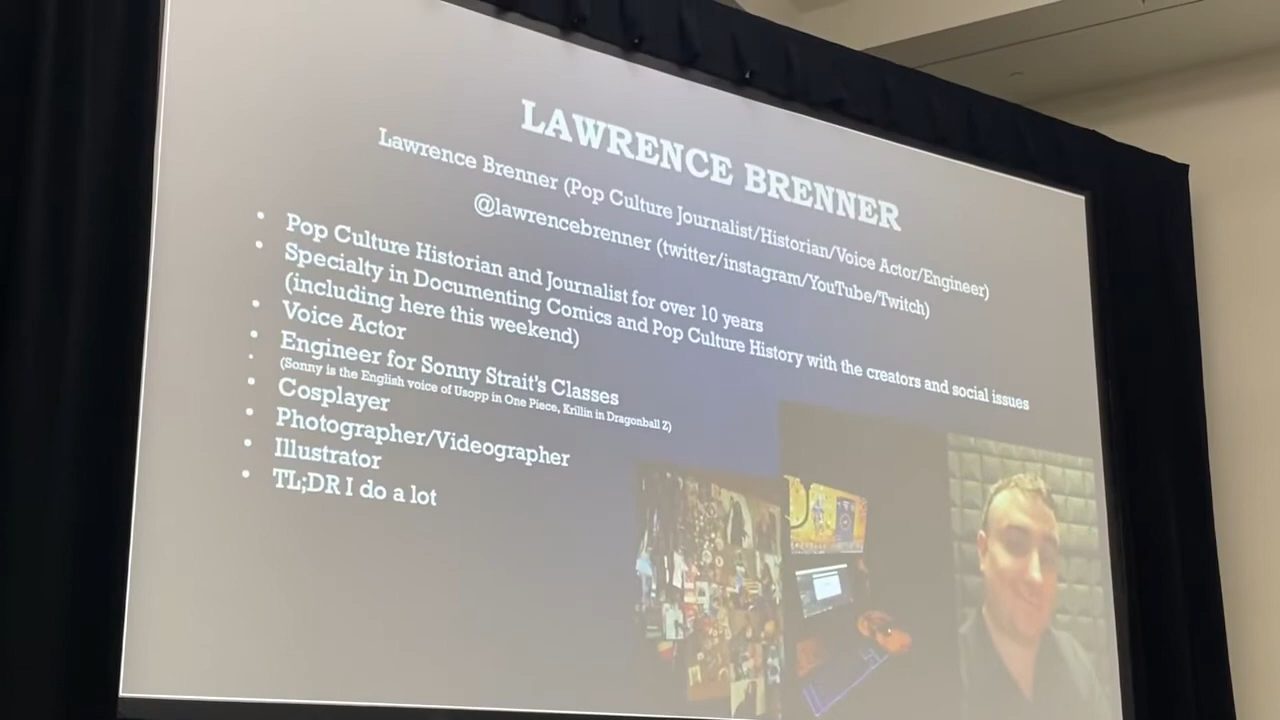 LAWRENCE BRENNER
Lawrence Brenner (Pop Culture Journalist/Historian/Voice Actor/Engineer)
@lawrencebrenner (twitter/instagram/YouTube/Twitch)
• Pop Culture Historian and Journalist for over 10 years
• Specialty in Documenting Comics and Pop Culture History with the creators and social issues
(including here this weekend)
• Voice Actor
• Engineer for Sonny Strait's Classes
• (Sonny is the English voice of Usopp in One Piece, Krillin in Dragonball Z)
• Cosplayer
• Photographer/Videographer
• Illustrator
• TL;DR I do a lot